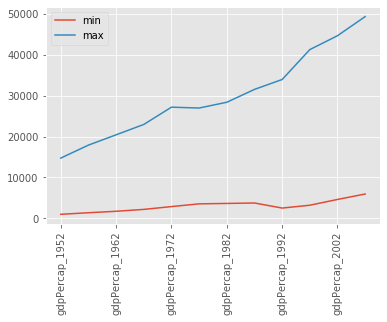 min
max
50000
40000
30000
20000
10000
0
gdpPercap_1952
gdpPercap_1962
gdpPercap_1972
gdpPercap_1982
gdpPercap_1992
gdpPercap_2002